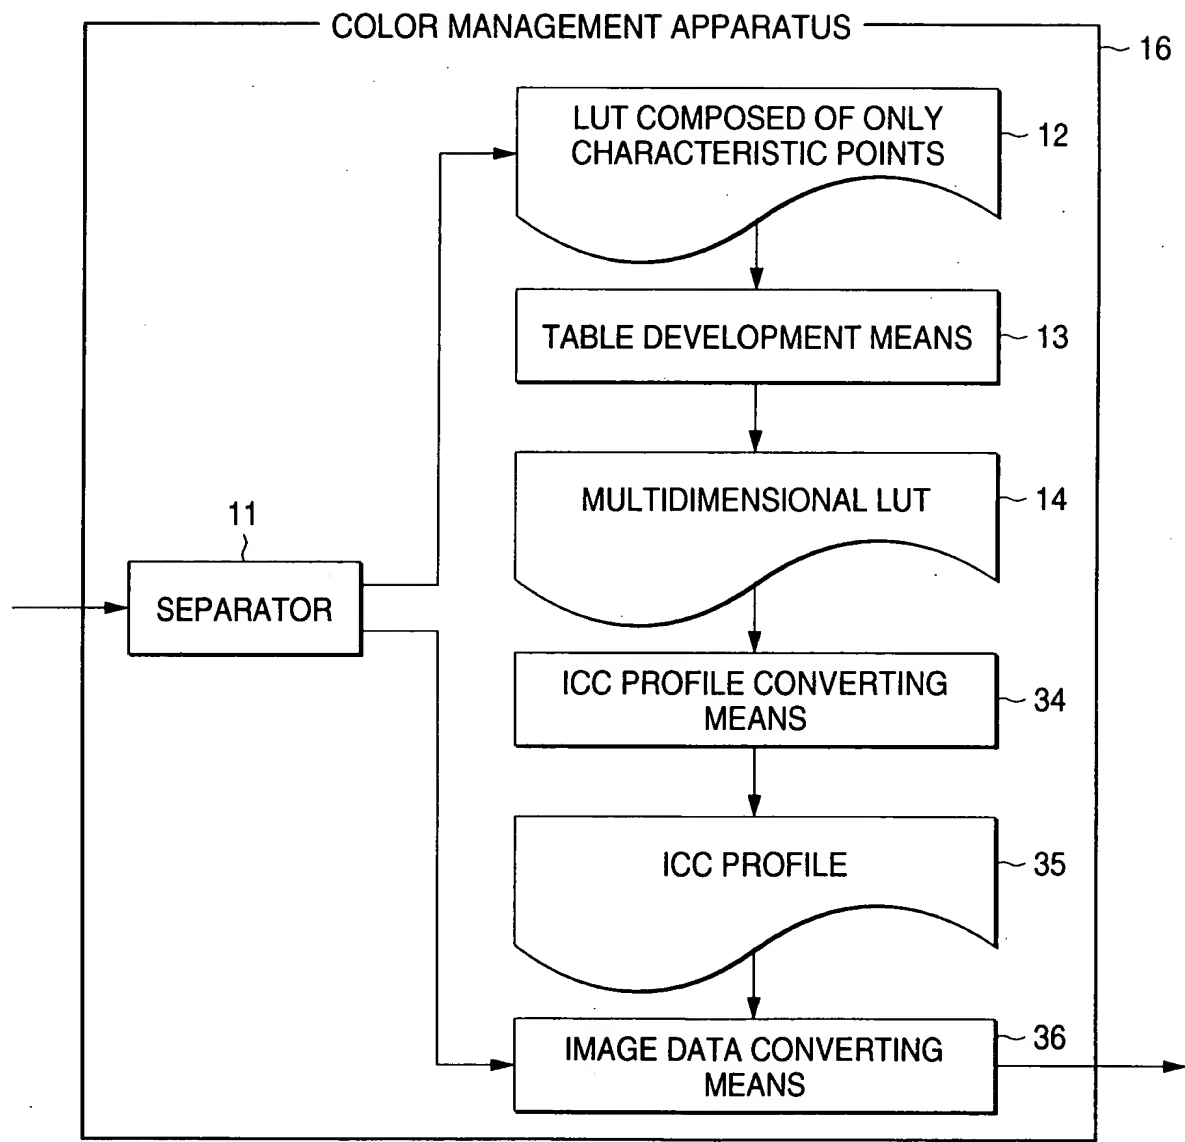 COLOR MANAGEMENT APPARATUS
16
LUT COMPOSED OF ONLY
CHARACTERISTIC POINTS
12
TABLE DEVELOPMENT MEANS
13
MULTIDIMENSIONAL LUT
14
11
SEPARATOR
ICC PROFILE CONVERTING
MEANS
34
ICC PROFILE
35
IMAGE DATA CONVERTING
MEANS
36